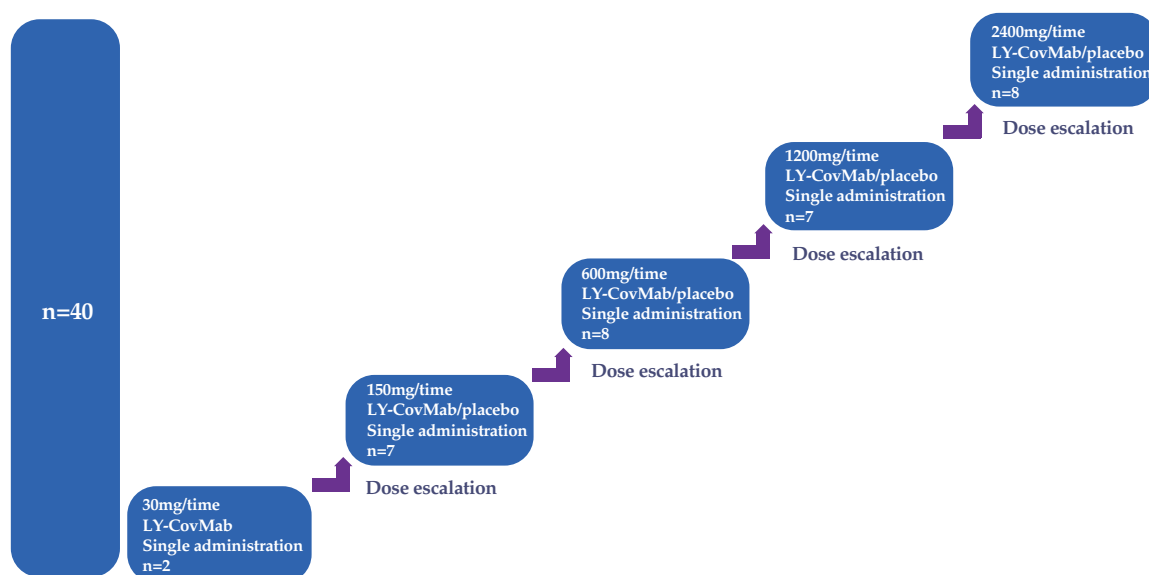 n=40
30mg/time
LY-CovMab
Single administration
n=2
Dose escalation
150mg/time
LY-CovMab/placebo
Single administration
n=7
Dose escalation
600mg/time
LY-CovMab/placebo
Single administration
n=8
Dose escalation
1200mg/time
LY-CovMab/placebo
Single administration
n=7
Dose escalation
2400mg/time
LY-CovMab/placebo
Single administration
n=8